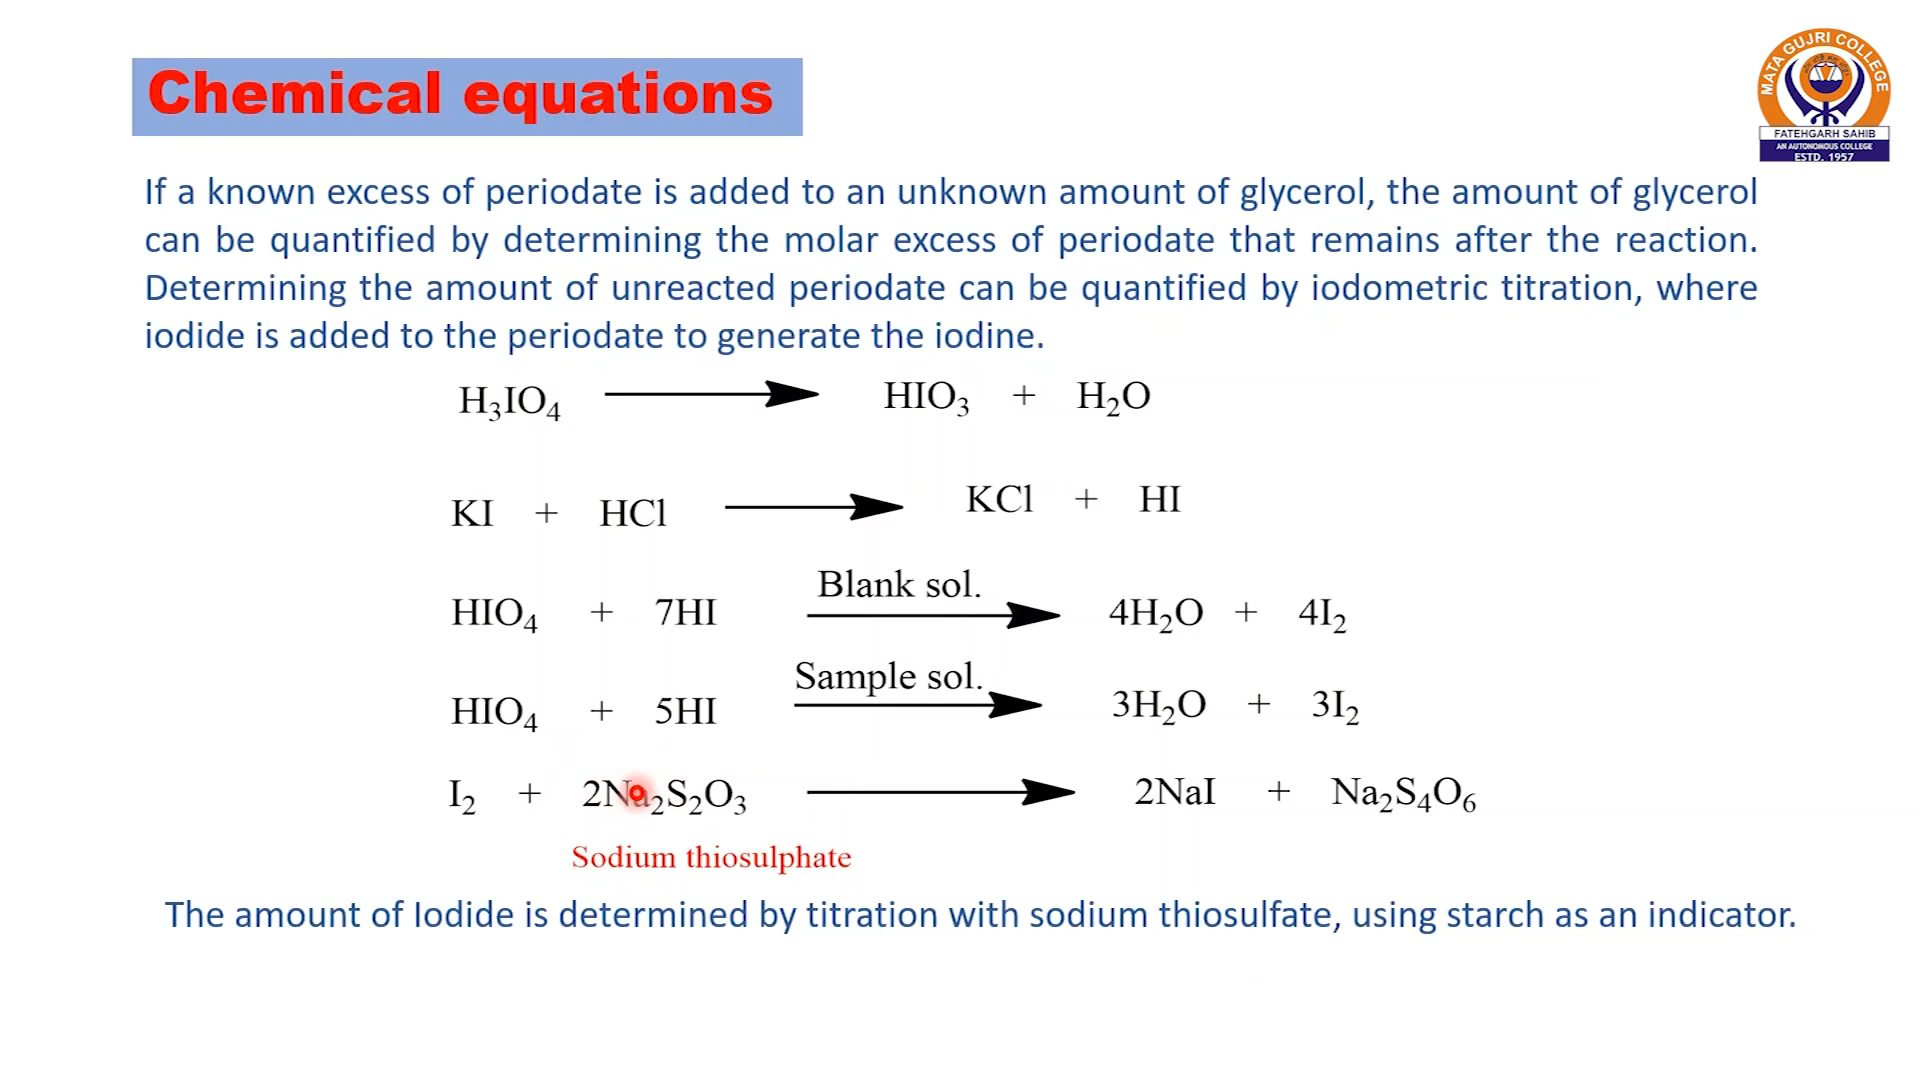 Chemical equations
MATA GUJRI COLLEGE
FATEHGARH SAHIB
AN AUTONOMOUS COLLEGE
ESTD. 1957
If a known excess of periodate is added to an unknown amount of glycerol, the amount of glycerol
can be quantified by determining the molar excess of periodate that remains after the reaction.
Determining the amount of unreacted periodate can be quantified by iodometric titration, where
iodide is added to the periodate to generate the iodine.
H₃IO₄ ⟶ HIO₃ + H₂O
KI + HCl ⟶ KCl + HI
Blank sol.
HIO₄ + 7HI ⟶ 4H₂O + 4I₂
Sample sol.
HIO₄ + 5HI ⟶ 3H₂O + 3I₂
I₂ + 2Na₂S₂O₃ ⟶ 2NaI + Na₂S₄O₆
Sodium thiosulphate
The amount of Iodide is determined by titration with sodium thiosulfate, using starch as an indicator.